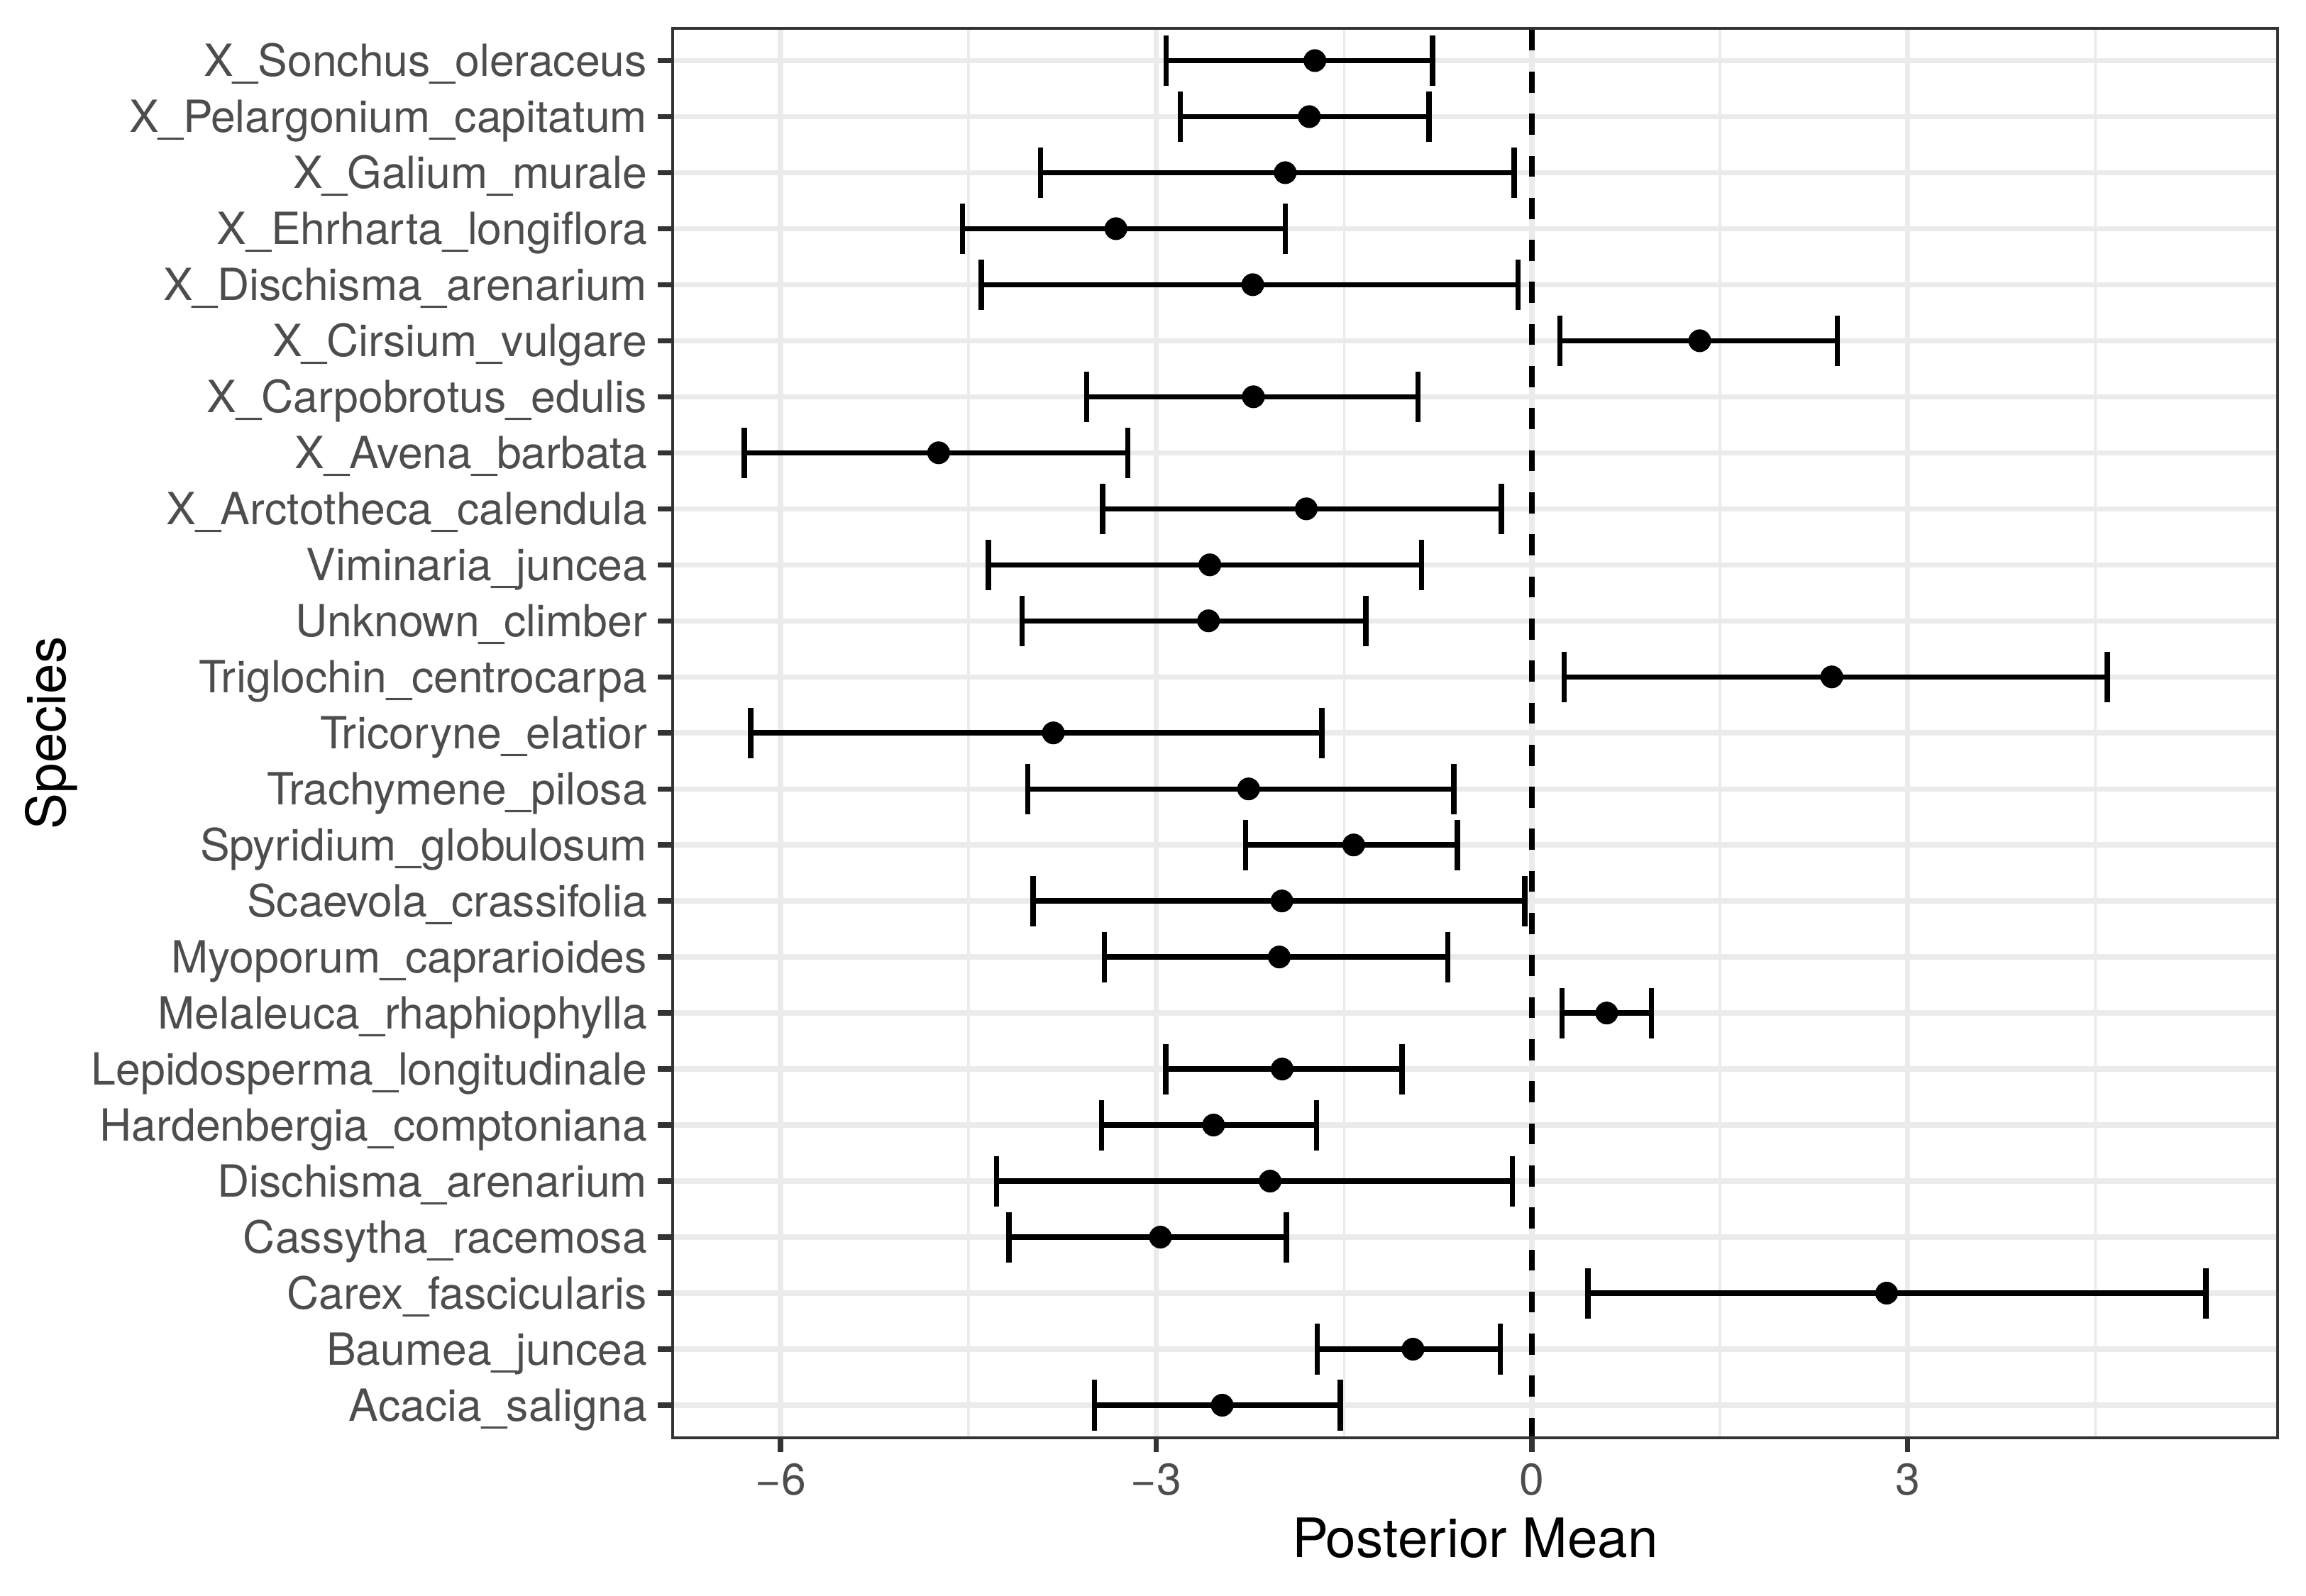 X_Sonchus_oleraceus
X_Pelargonium_capitatum
X_Galium_murale
X_Ehrharta_longiflora
X_Dischisma_arenarium
X_Cirsium_vulgare
X_Carpobrotus_edulis
X_Avena_barbata
X_Arctotheca_calendula
Viminaria_juncea
Unknown_climber
Triglochin_centrocarpa
Tricoryne_elatior
Trachymene_pilosa
Spyridium_globulosum
Scaevola_crassifolia
Myoporum_caprarioides
Melaleuca_rhaphiophylla
Lepidosperma_longitudinale
Hardenbergia_comptoniana
Dischisma_arenarium
Cassytha_racemosa
Carex_fascicularis
Baumea_juncea
Acacia_saligna
Species
−6 −3 0 3
Posterior Mean